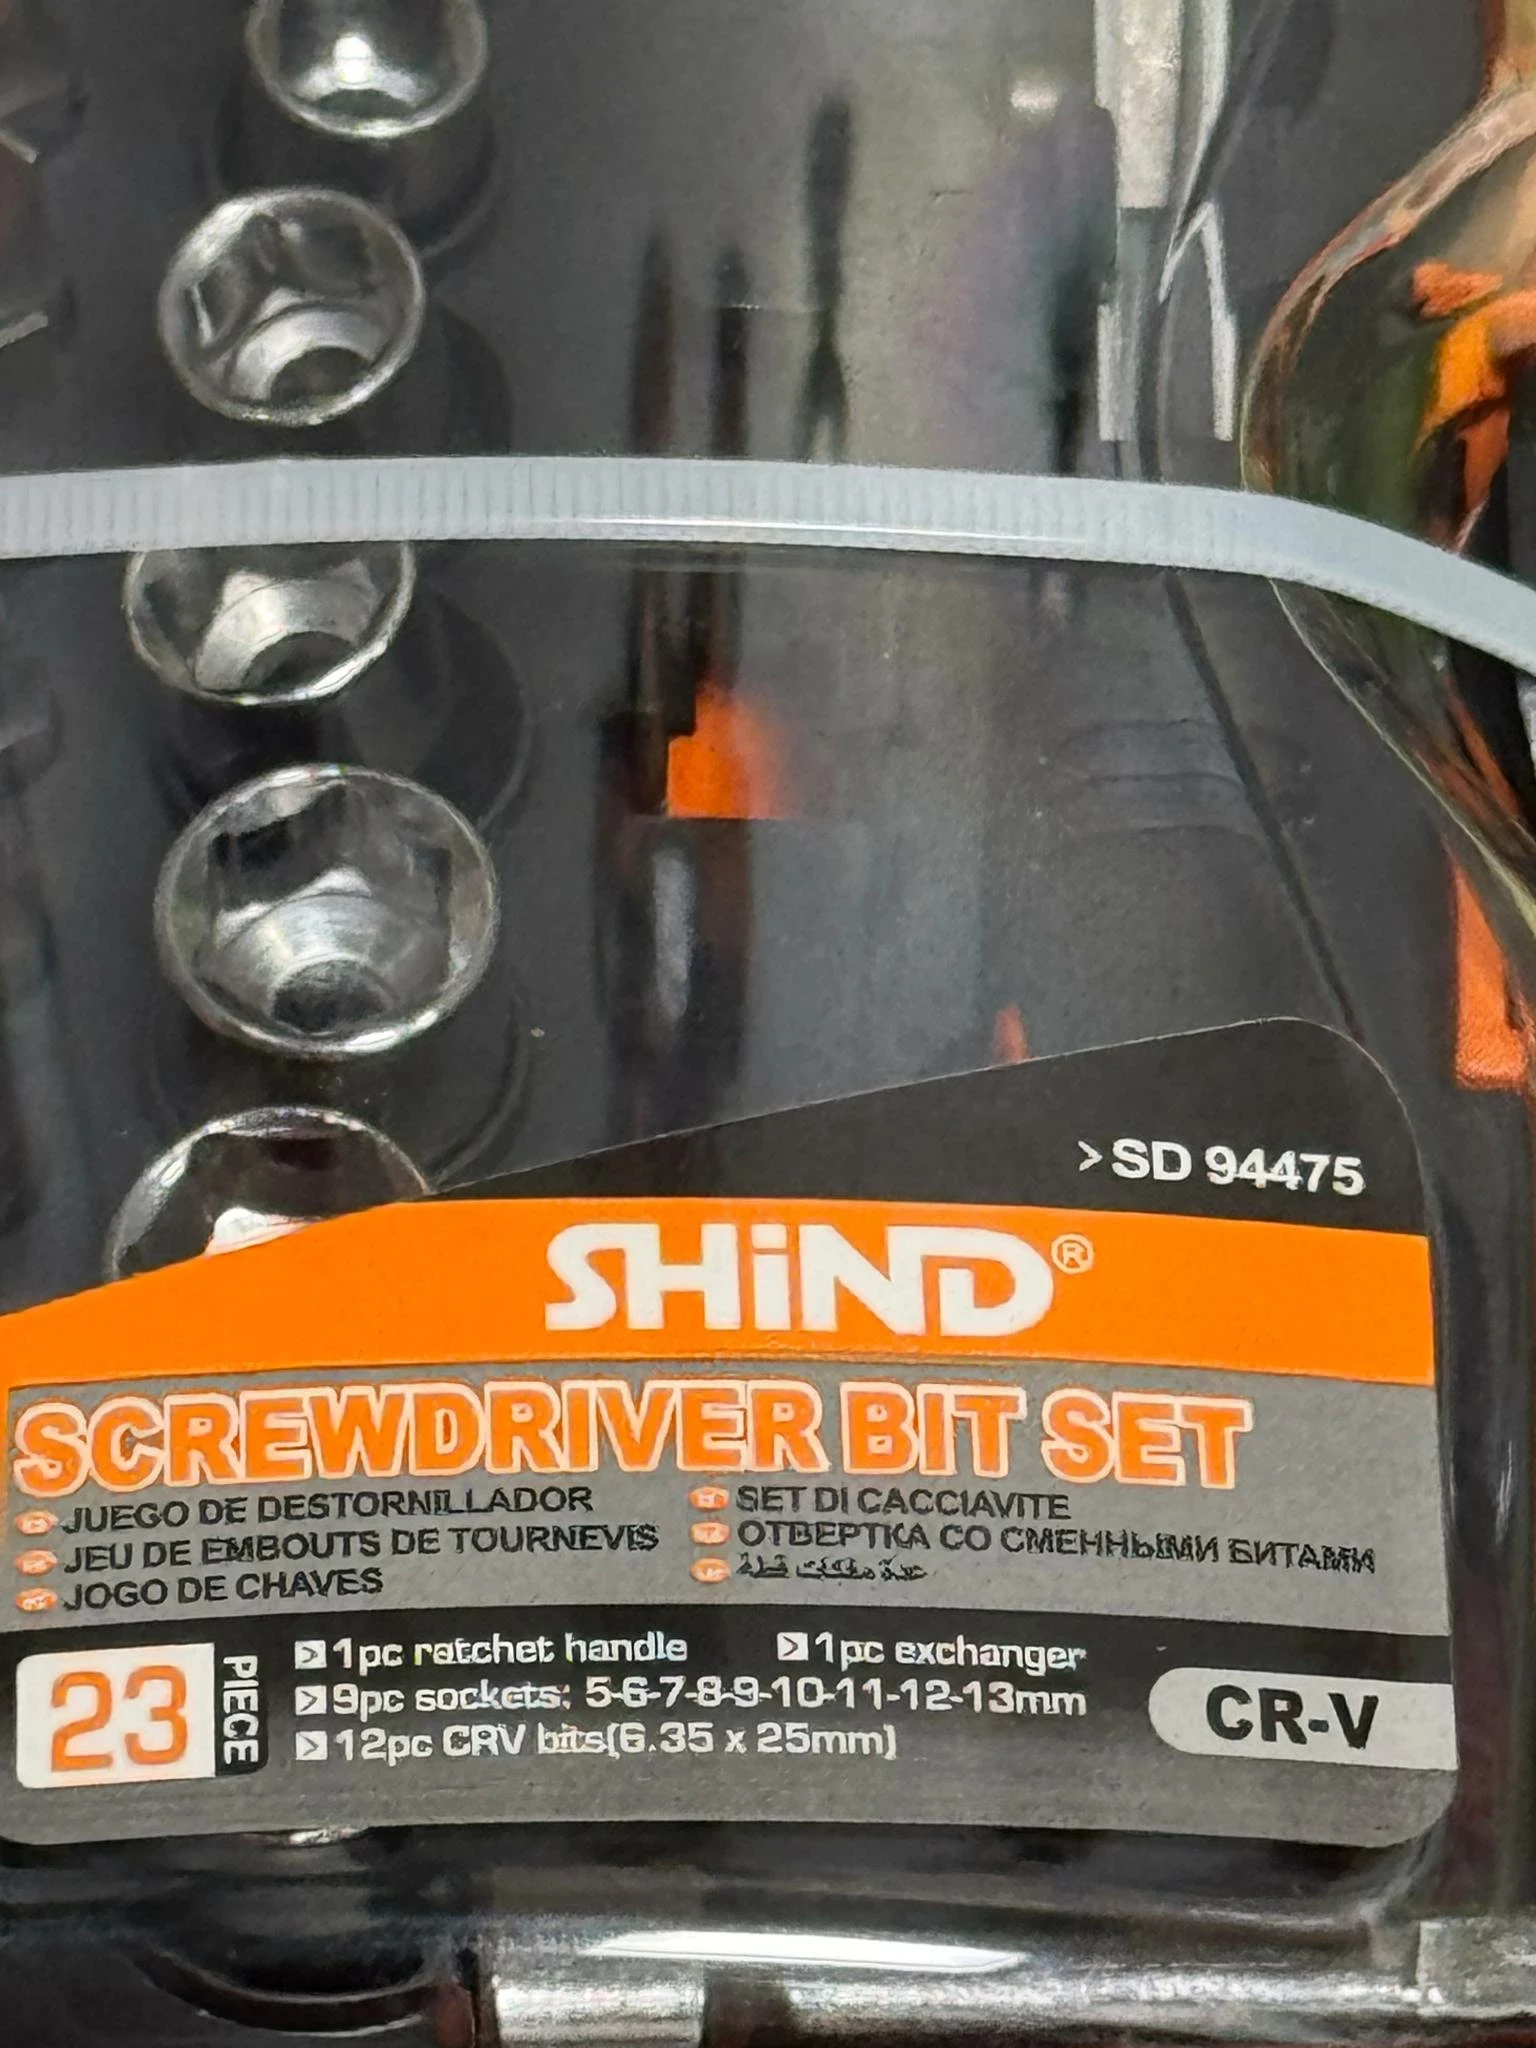 >SD 94475
SHiND®
SCREWDRIVER BIT SET
JUEGO DE DESTORNILLADOR
JEU DE EMBOUTS DE TOURNEVIS
JOGO DE CHAVES
SET DI CACCIAVITE
ОТВЕРТКА СО СМЕННЫМИ БИТАМИ
23 PIECE
>1pc ratchet handle >1pc exchanger
>9pc sockets: 5-6-7-8-9-10-11-12-13mm
>12pc CRV bits(6.35 x 25mm)
CR-V